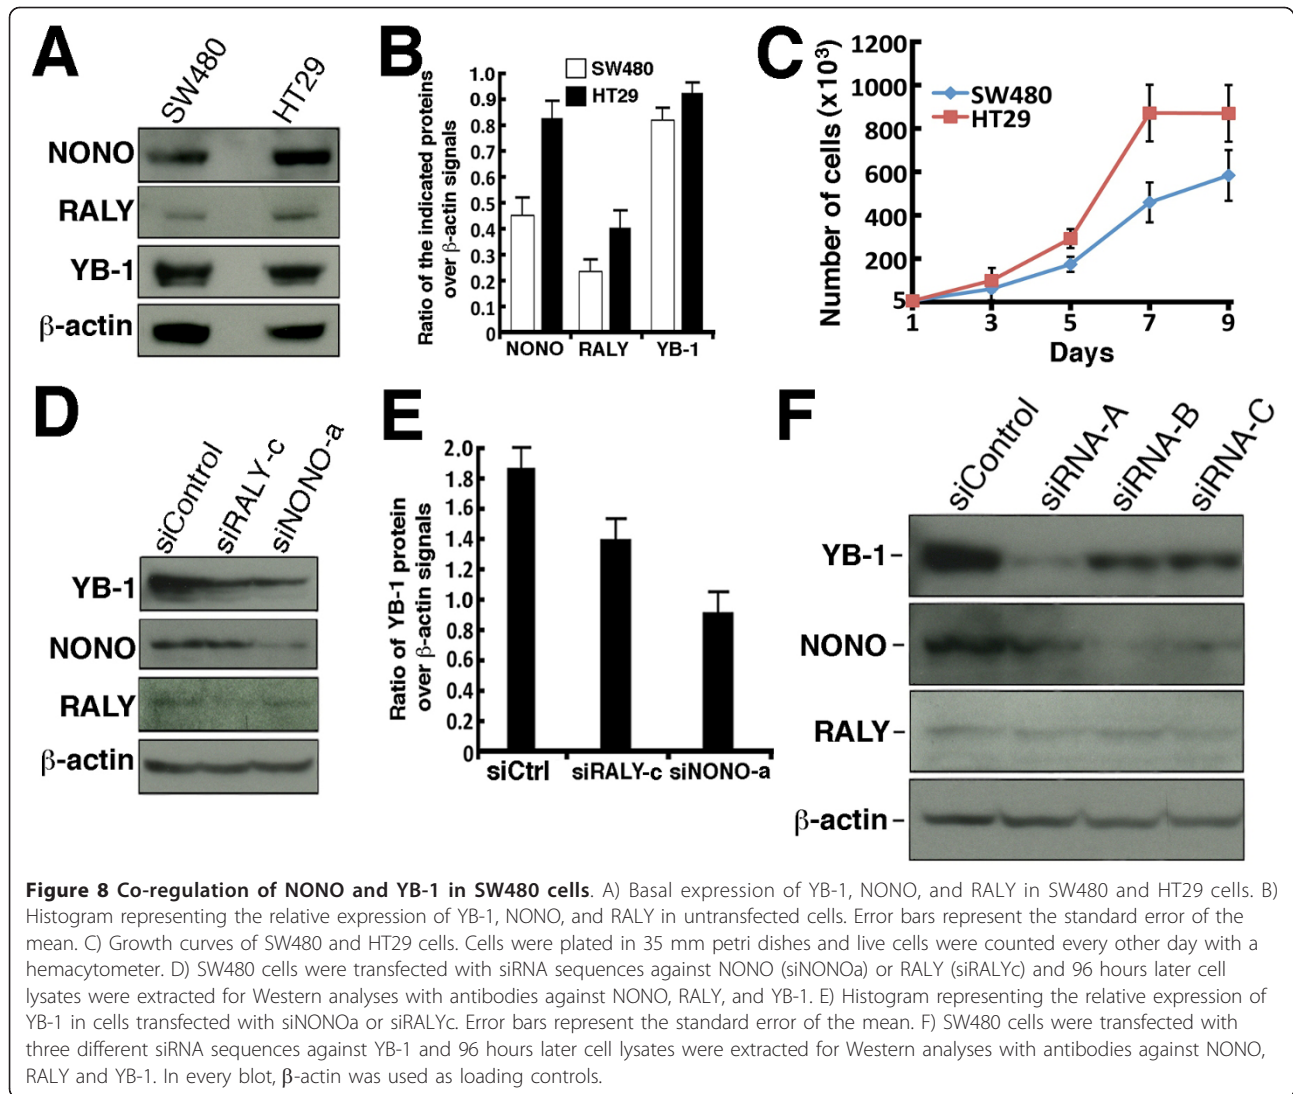 A
SW480
HT29
NONO
RALY
YB-1
β-actin
B
Ratio of the indicated proteins
over β-actin signals
1.0
0.9
0.8
0.7
0.6
0.5
0.4
0.3
0.2
0.1
0
SW480
HT29
NONO
RALY
YB-1
C
Number of cells (x10³)
1200
1000
800
600
400
200
5
SW480
HT29
1
3
5
7
9
Days
D
siControl
siRALY-c
siNONO-a
YB-1
NONO
RALY
β-actin
E
Ratio of YB-1 protein
over β-actin signals
2.0
1.8
1.6
1.4
1.2
1.0
0.8
0.6
0.4
0.2
0
siCtrl
siRALY-c
siNONO-a
F
siControl
siRNA-A
siRNA-B
siRNA-C
YB-1
NONO
RALY
β-actin
Figure 8 Co-regulation of NONO and YB-1 in SW480 cells. A) Basal expression of YB-1, NONO, and RALY in SW480 and HT29 cells. B)
Histogram representing the relative expression of YB-1, NONO, and RALY in untransfected cells. Error bars represent the standard error of the
mean. C) Growth curves of SW480 and HT29 cells. Cells were plated in 35 mm petri dishes and live cells were counted every other day with a
hemacytometer. D) SW480 cells were transfected with siRNA sequences against NONO (siNONOa) or RALY (siRALYc) and 96 hours later cell
lysates were extracted for Western analyses with antibodies against NONO, RALY, and YB-1. E) Histogram representing the relative expression of
YB-1 in cells transfected with siNONOa or siRALYc. Error bars represent the standard error of the mean. F) SW480 cells were transfected with
three different siRNA sequences against YB-1 and 96 hours later cell lysates were extracted for Western analyses with antibodies against NONO,
RALY and YB-1. In every blot, β-actin was used as loading controls.